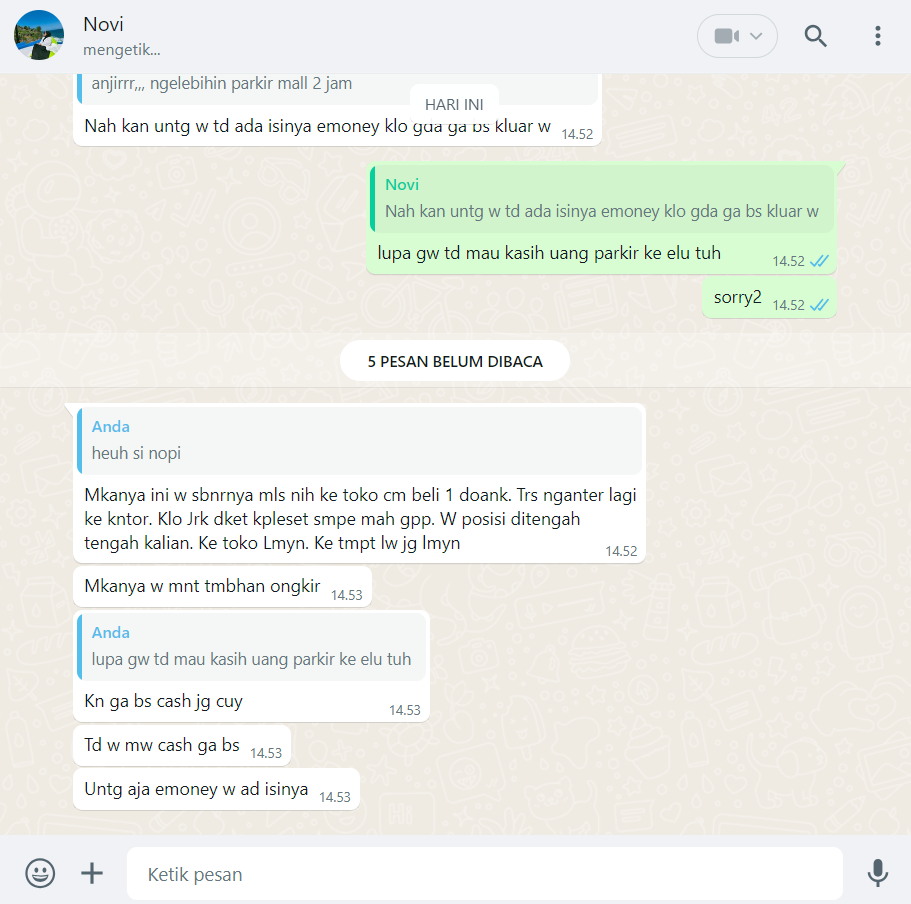 Novi
mengetik...
anjirrr,,, ngelebihin parkir mall 2 jam
HARI INI
Nah kan untg w td ada isinya emoney klo gda ga bs kluar w
14.52
Novi
Nah kan untg w td ada isinya emoney klo gda ga bs kluar w
lupa gw td mau kasih uang parkir ke elu tuh
14.52
sorry2
14.52
5 PESAN BELUM DIBACA
Anda
heuh si nopi
Mkanya ini w sbnrnya mls nih ke toko cm beli 1 doank. Trs nganter lagi
ke kntor. Klo Jrk dket kpleset smpe mah gpp. W posisi ditengah
tengah kalian. Ke toko Lmyn. Ke tmpt lw jg lmyn
14.52
Mkanya w mnt tmbhan ongkir
14.53
Anda
lupa gw td mau kasih uang parkir ke elu tuh
Kn ga bs cash jg cuy
14.53
Td w mw cash ga bs
14.53
Untg aja emoney w ad isinya
14.53
Ketik pesan